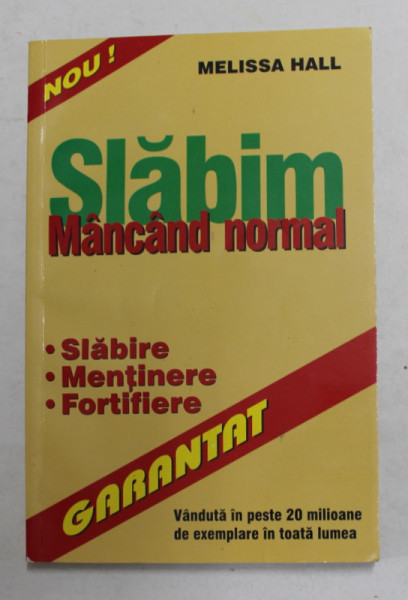 NOU !
MELISSA HALL
Slăbim
Mâncând normal
• Slăbire
• Menținere
• Fortifiere
GARANTAT
Vândută în peste 20 milioane
de exemplare în toată lumea